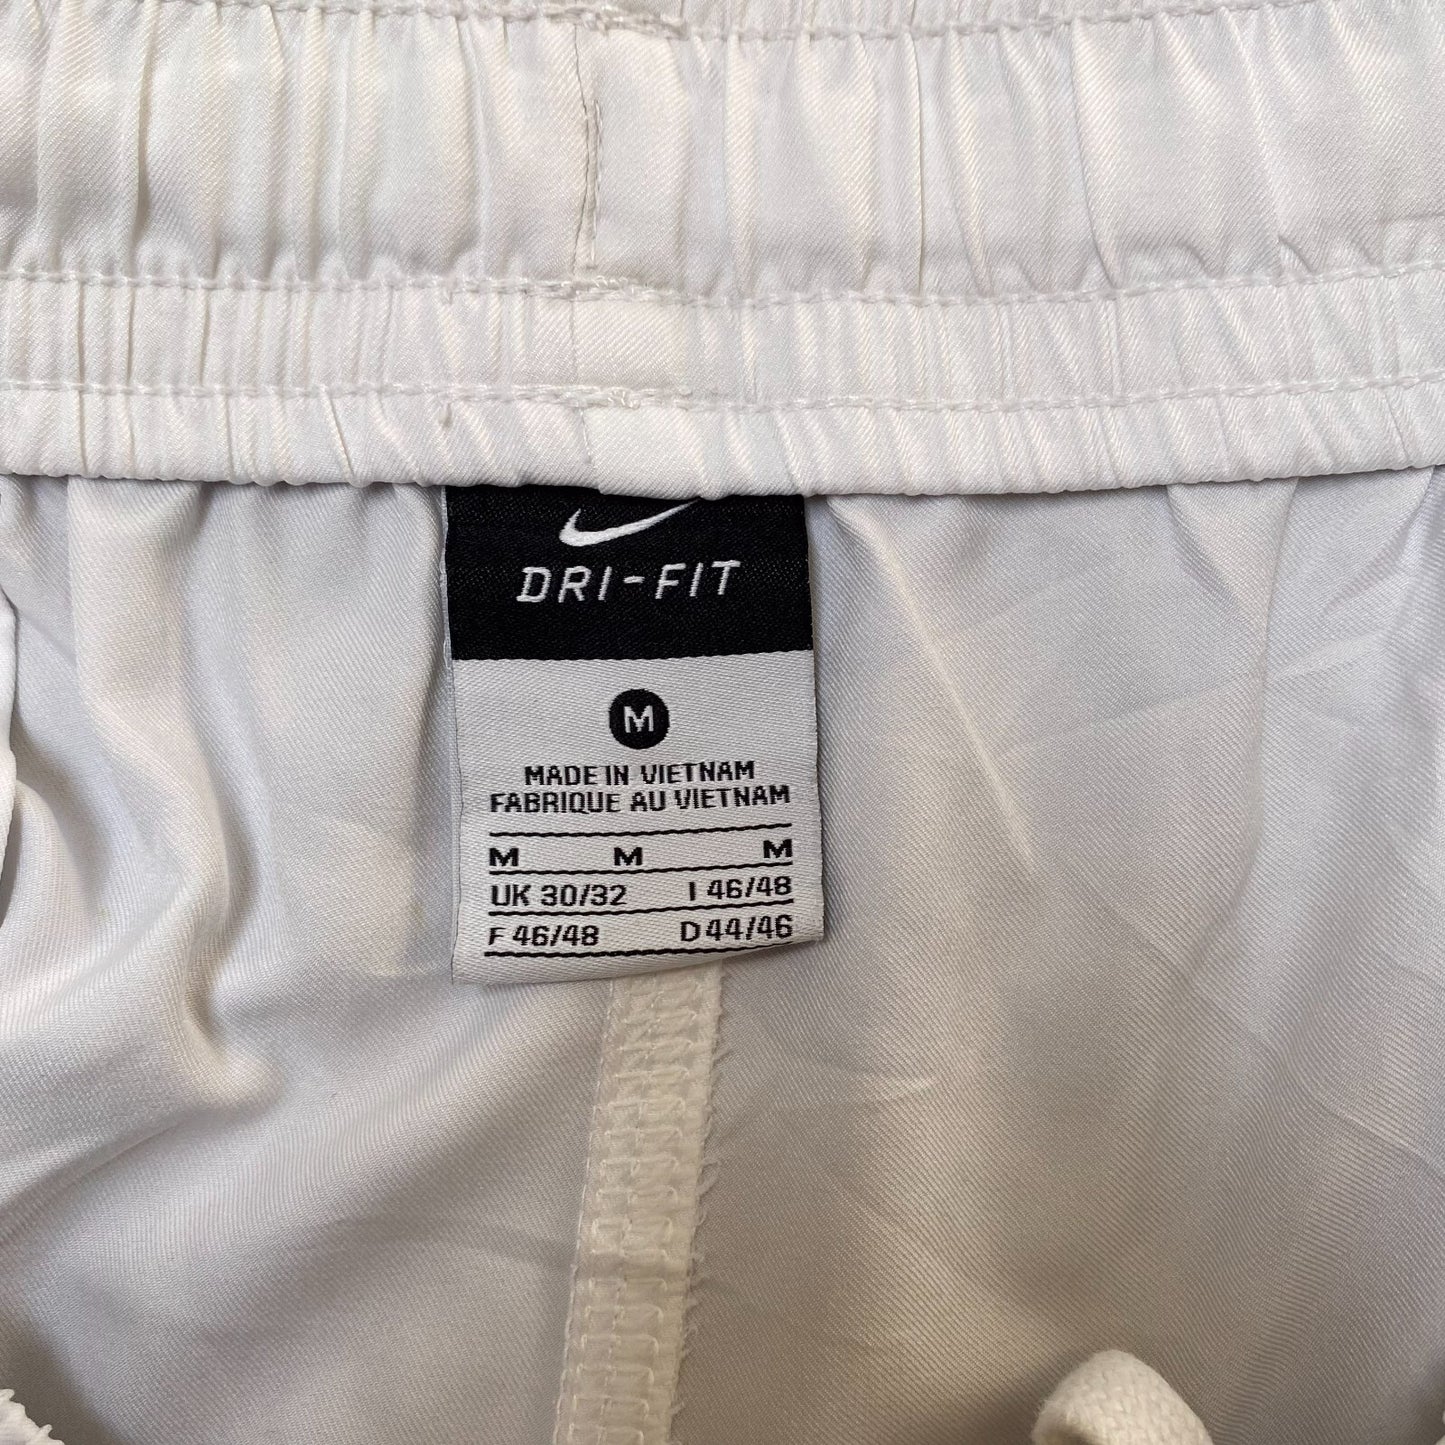 DRI-FIT
M
MADE IN VIETNAM
FABRIQUE AU VIETNAM
M M M
UK 30/32 I 46/48
F 46/48 D 44/46